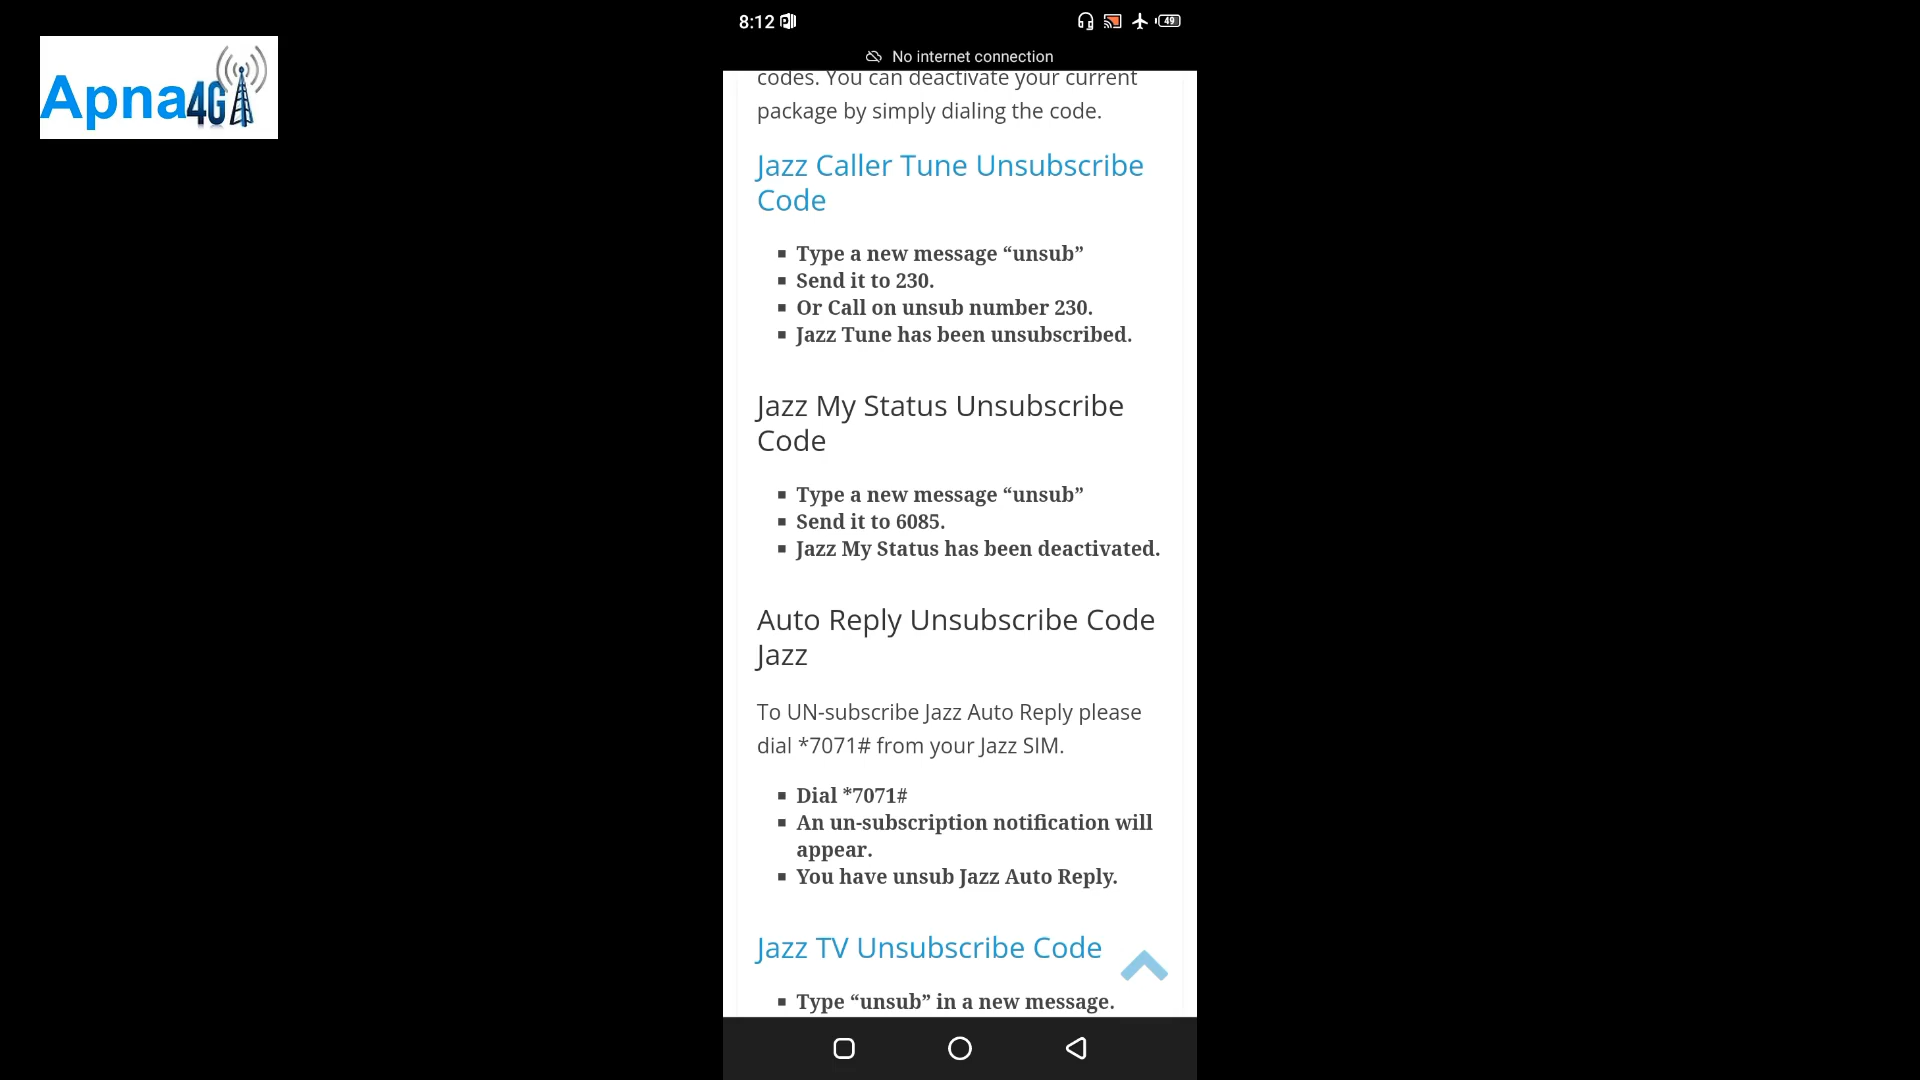 Apna4G
8:12
49
No internet connection
codes. You can deactivate your current
package by simply dialing the code.
Jazz Caller Tune Unsubscribe
Code
▪ Type a new message “unsub”
▪ Send it to 230.
▪ Or Call on unsub number 230.
▪ Jazz Tune has been unsubscribed.
Jazz My Status Unsubscribe
Code
▪ Type a new message “unsub”
▪ Send it to 6085.
▪ Jazz My Status has been deactivated.
Auto Reply Unsubscribe Code
Jazz
To UN-subscribe Jazz Auto Reply please
dial *7071# from your Jazz SIM.
▪ Dial *7071#
▪ An un-subscription notification will
appear.
▪ You have unsub Jazz Auto Reply.
Jazz TV Unsubscribe Code
▪ Type “unsub” in a new message.